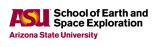 ASU School of Earth and
Space Exploration
Arizona State University